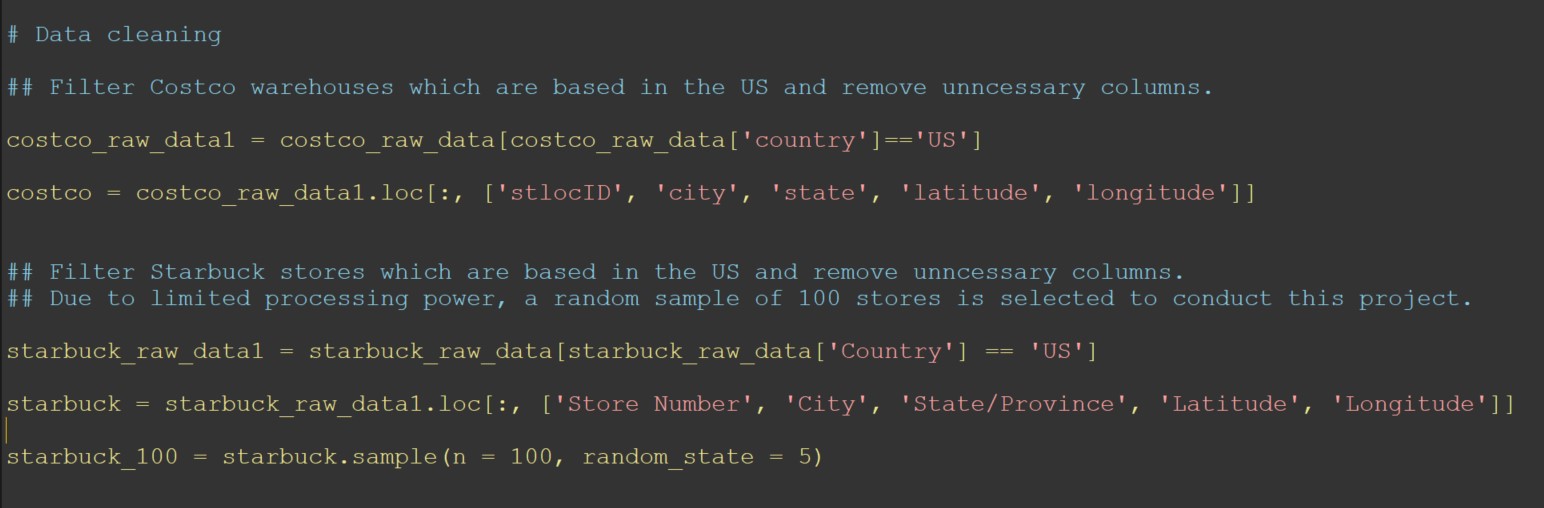 # Data cleaning
## Filter Costco warehouses which are based in the US and remove unncessary columns.
costco_raw_data1 = costco_raw_data[costco_raw_data['country']=='US']
costco = costco_raw_data1.loc[:, ['stlocID', 'city', 'state', 'latitude', 'longitude']]
## Filter Starbuck stores which are based in the US and remove unncessary columns.
## Due to limited processing power, a random sample of 100 stores is selected to conduct this project.
starbuck_raw_data1 = starbuck_raw_data[starbuck_raw_data['Country'] == 'US']
starbuck = starbuck_raw_data1.loc[:, ['Store Number', 'City', 'State/Province', 'Latitude', 'Longitude']]
starbuck_100 = starbuck.sample(n = 100, random_state = 5)